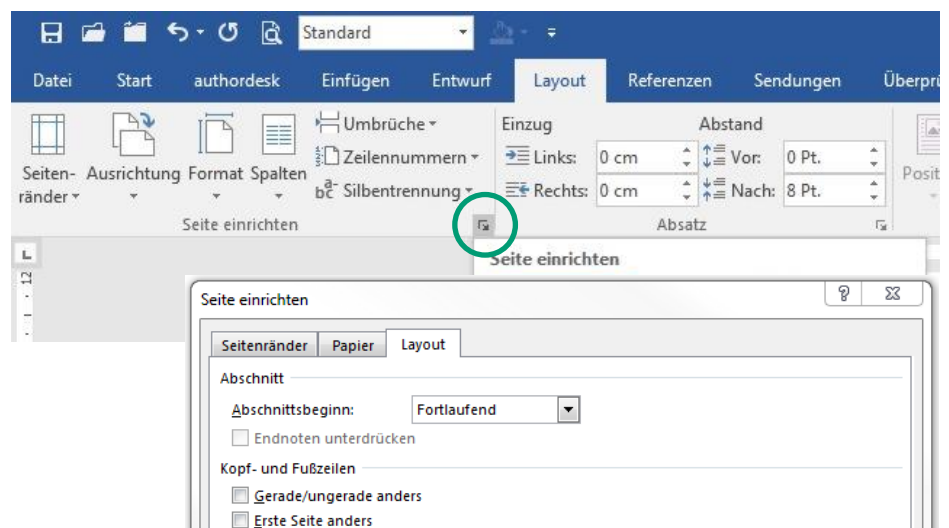 Standard
Datei Start authordesk Einfügen Entwurf Layout Referenzen Sendungen Überprü
Umbrüche Einzug Abstand
Zeilennummern Links: 0 cm Vor: 0 Pt.
Seiten- Ausrichtung Format Spalten Posit
ränder Silbentrennung Rechts: 0 cm Nach: 8 Pt.
Seite einrichten Absatz
L
Seite einrichten
12
Seite einrichten
Seitenränder Papier Layout
Abschnitt
Abschnittsbeginn: Fortlaufend
Endnoten unterdrücken
Kopf- und Fußzeilen
Gerade/ungerade anders
Erste Seite anders